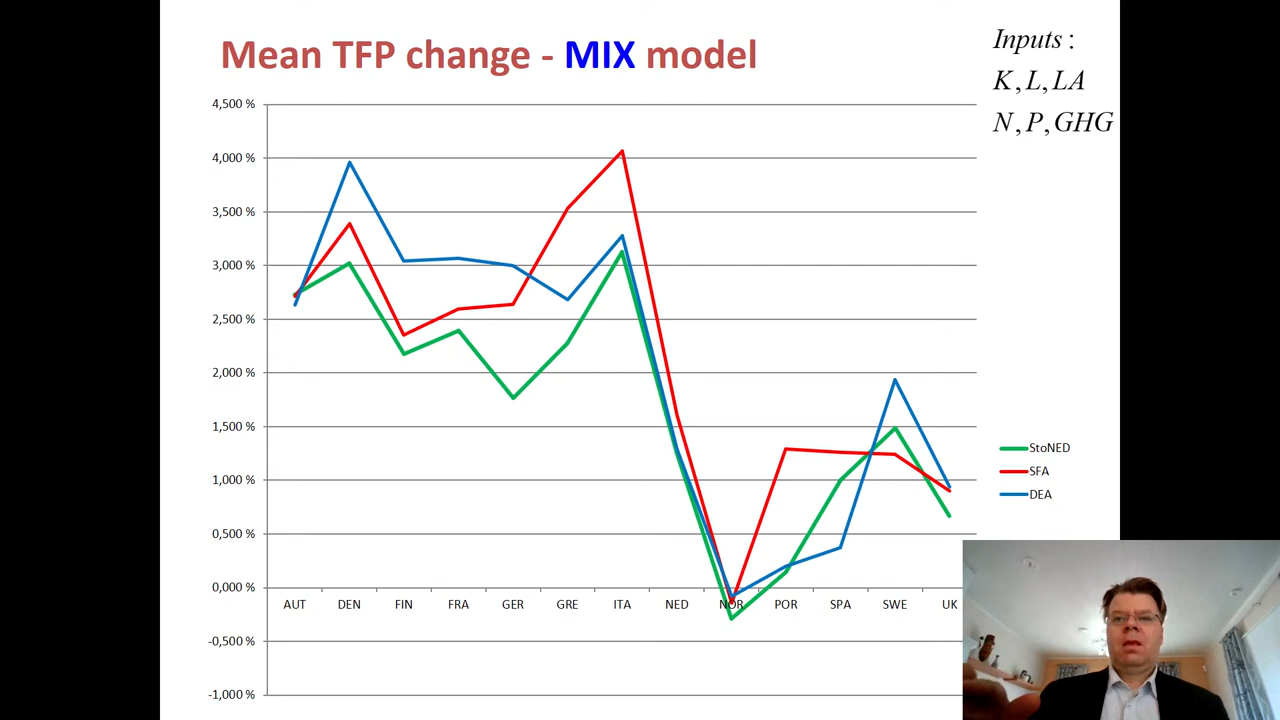 Mean TFP change - MIX model
Inputs :
K , L , LA
N , P , GHG
4,500 %
4,000 %
3,500 %
3,000 %
2,500 %
2,000 %
1,500 %
1,000 %
0,500 %
0,000 %
-0,500 %
-1,000 %
AUT DEN FIN FRA GER GRE ITA NED NOR POR SPA SWE UK
StoNED
SFA
DEA